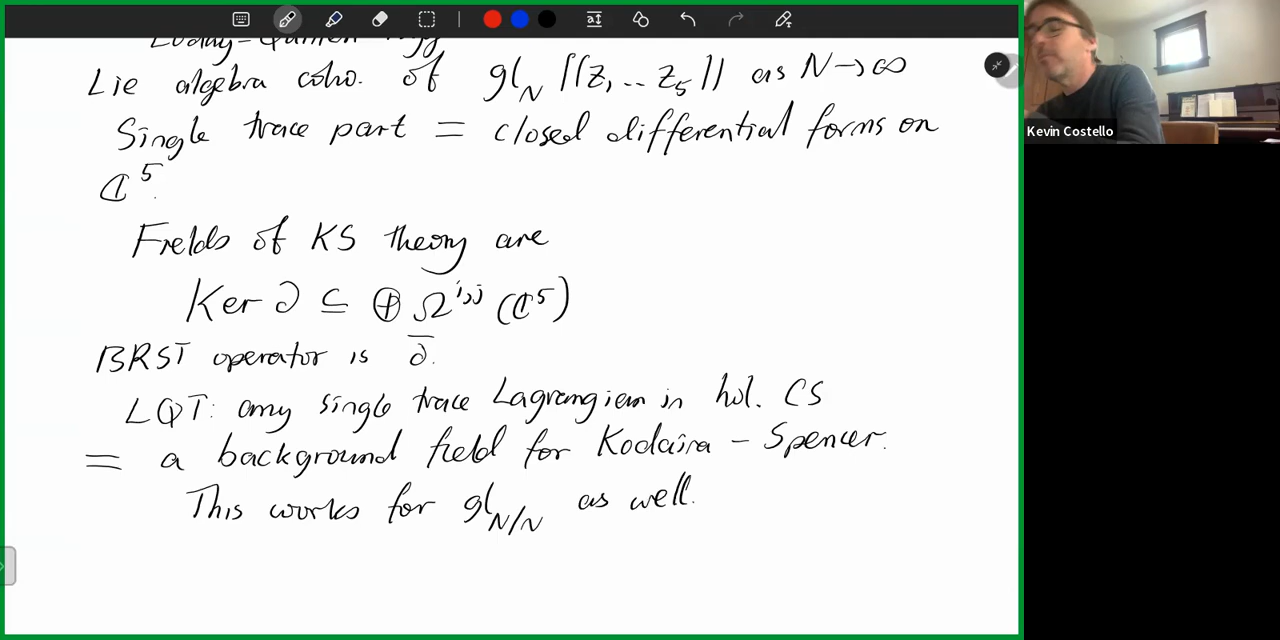 Loday-Quillen
Lie algebra coho. of gl_N [[z_1 .. z_5]] as N → ∞
Single trace part = closed differential forms on
ℂ^5.
Fields of KS theory are
Ker ∂ ⊆ ⊕ Ω^{i,j} (ℂ^5)
BRST operator is ∂̄.
LQT: any single trace Lagrangian in hol. CS
= a background field for Kodaira - Spencer.
This works for gl_{N/N} as well.
Kevin Costello